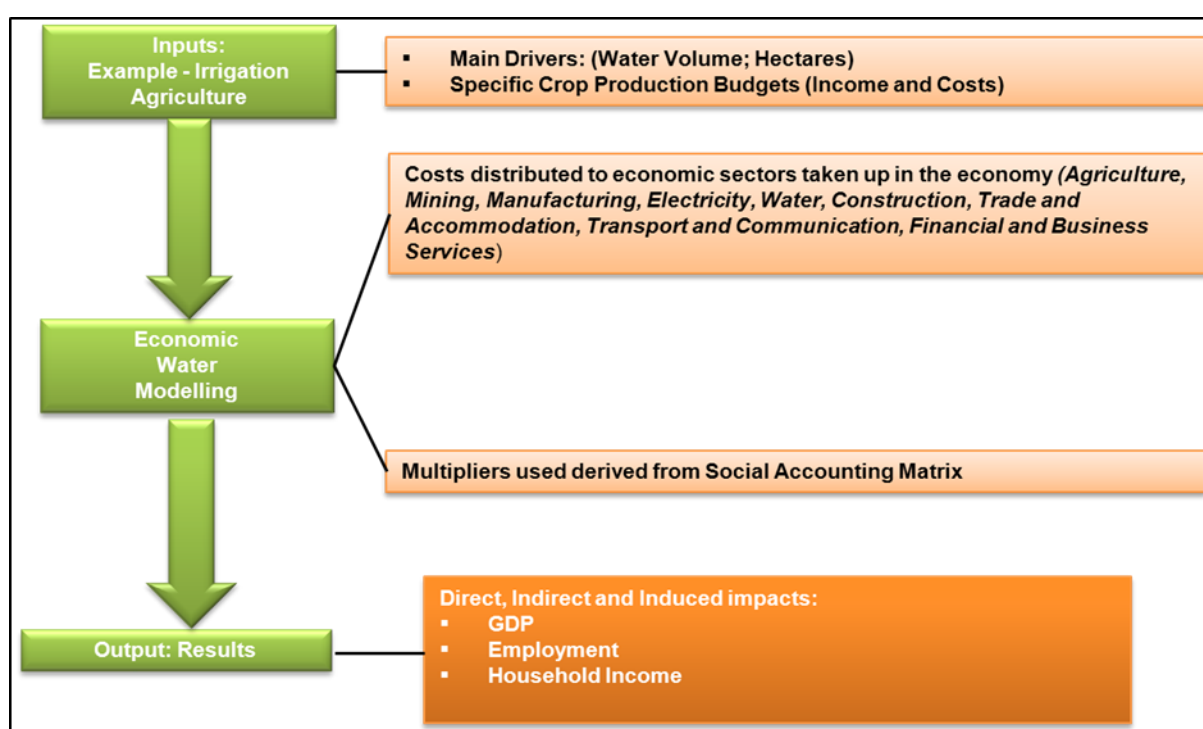 Inputs:
Example - Irrigation
Agriculture
▪ Main Drivers: (Water Volume; Hectares)
▪ Specific Crop Production Budgets (Income and Costs)
Costs distributed to economic sectors taken up in the economy (Agriculture,
Mining, Manufacturing, Electricity, Water, Construction, Trade and
Accommodation, Transport and Communication, Financial and Business
Services)
Economic
Water
Modelling
Multipliers used derived from Social Accounting Matrix
Output: Results
Direct, Indirect and Induced impacts:
▪ GDP
▪ Employment
▪ Household Income